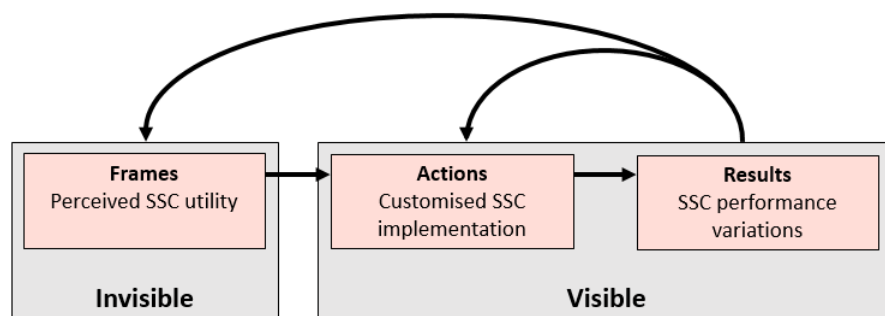 Frames
Perceived SSC utility
Actions
Customised SSC
implementation
Results
SSC performance
variations
Invisible
Visible